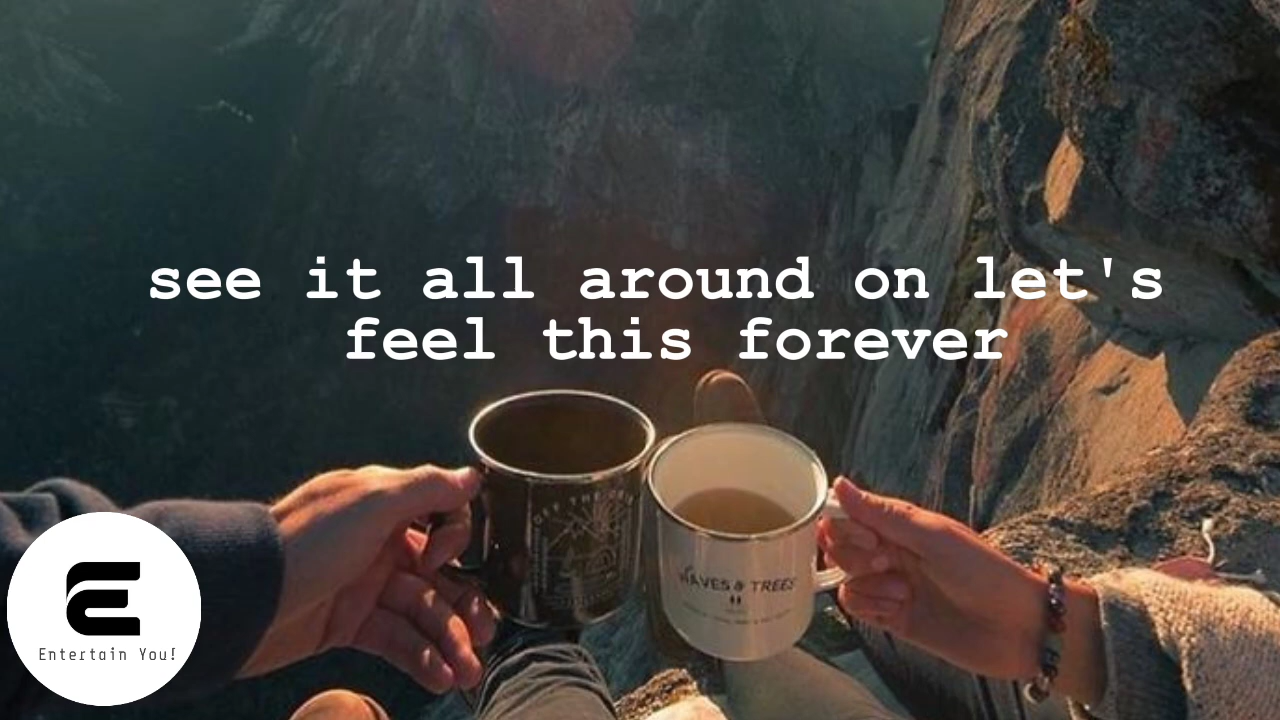 see it all around on let's
feel this forever
WAVES & TREES
Entertain You!